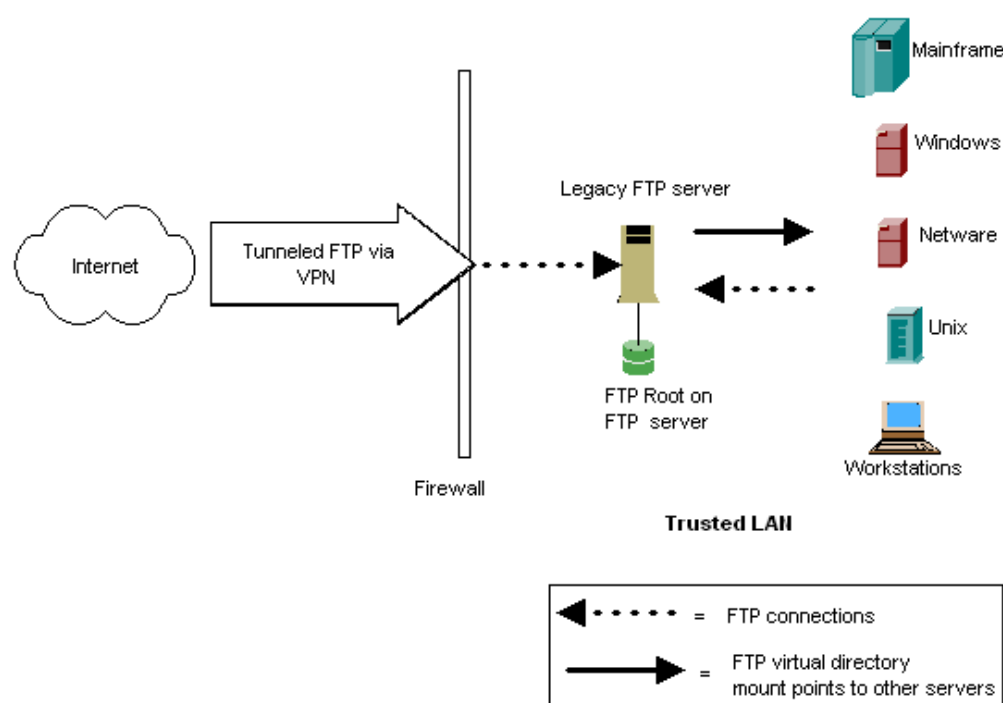 Mainframe
Windows
Legacy FTP server
Netware
Internet
Tunneled FTP via
VPN
Unix
FTP Root on
FTP server
Workstations
Firewall
Trusted LAN
= FTP connections
= FTP virtual directory
mount points to other servers